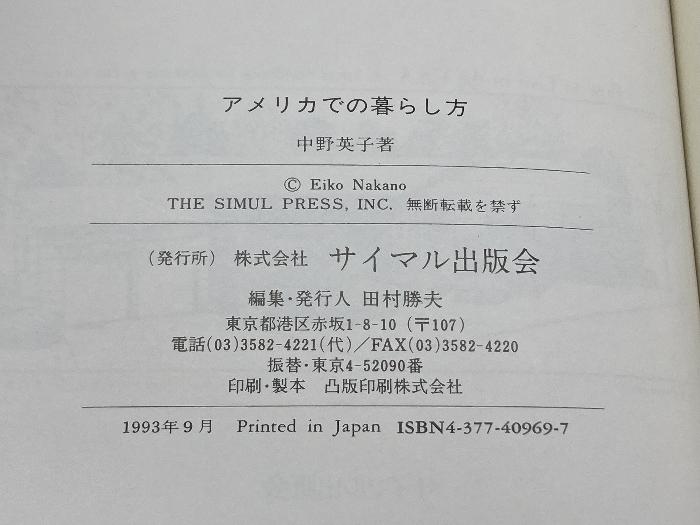 アメリカでの暮らし方
中野英子著
© Eiko Nakano
THE SIMUL PRESS, INC. 無断転載を禁ず
(発行所) 株式会社 サイマル出版会
編集・発行人 田村勝夫
東京都港区赤坂1-8-10 (〒107)
電話(03)3582-4221(代)/FAX(03)3582-4220
振替・東京4-52090番
印刷・製本 凸版印刷株式会社
1993年9月 Printed in Japan ISBN4-377-40969-7